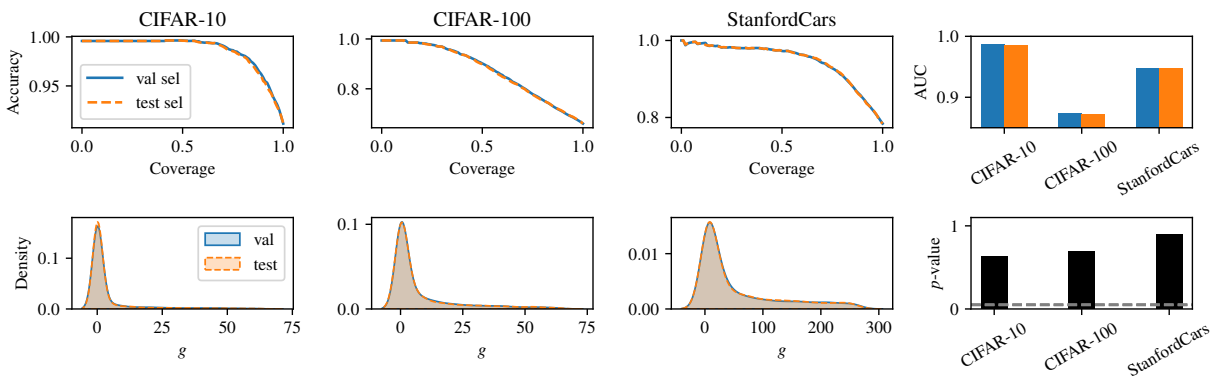 CIFAR-10
1.00
0.95
Accuracy
val sel
test sel
0.0
0.5
1.0
Coverage
CIFAR-100
1.0
0.8
0.0
0.5
1.0
Coverage
StanfordCars
1.0
0.9
0.8
0.0
0.5
1.0
Coverage
1.0
0.9
AUC
CIFAR-10
CIFAR-100
StanfordCars
0.1
0.0
Density
val
test
0
25
50
75
g
0.1
0.0
0
25
50
75
g
0.01
0.00
0
100
200
300
g
1
0
p-value
CIFAR-10
CIFAR-100
StanfordCars